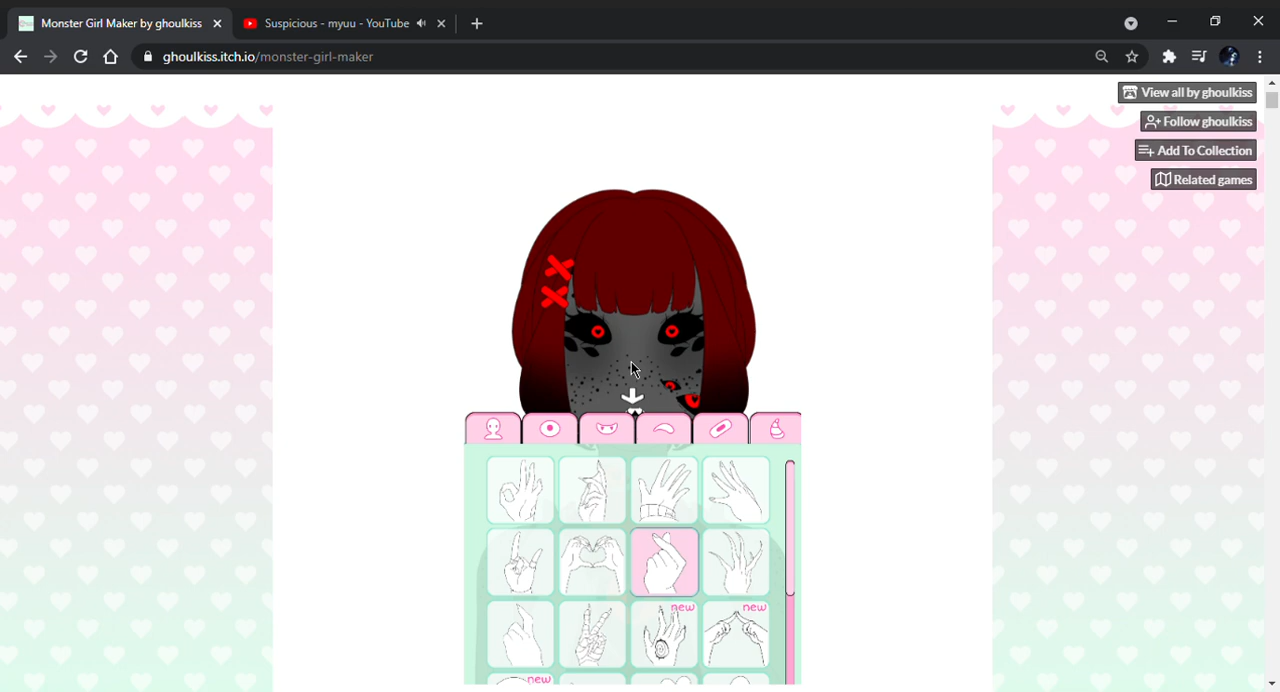 Monster Girl Maker by ghoulkiss
Suspicious - myuu - YouTube
ghoulkiss.itch.io/monster-girl-maker
View all by ghoulkiss
Follow ghoulkiss
Add To Collection
Related games
new
new
new